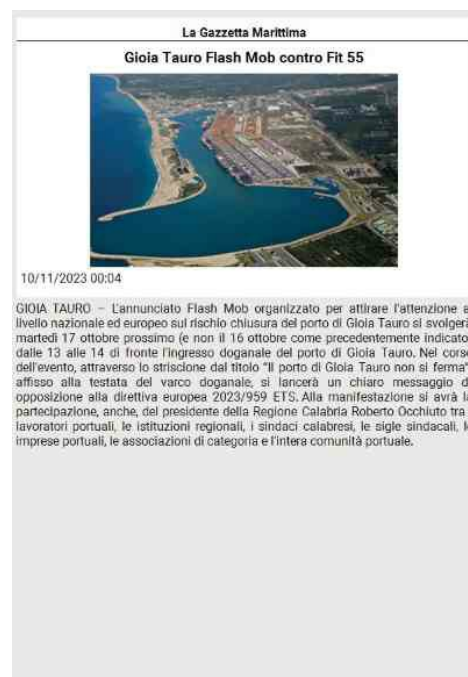 La Gazzetta Marittima
Gioia Tauro Flash Mob contro Fit 55
10/11/2023 00:04
GIOIA TAURO – L'annunciato Flash Mob organizzato per attirare l'attenzione a
livello nazionale ed europeo sul rischio chiusura del porto di Gioia Tauro si svolgerà
martedì 17 ottobre prossimo (e non il 16 ottobre come precedentemente indicato
dalle 13 alle 14 di fronte l'ingresso doganale del porto di Gioia Tauro. Nel corso
dell'evento, attraverso lo striscione dal titolo "Il porto di Gioia Tauro non si ferma"
affisso alla testata del varco doganale, si lancerà un chiaro messaggio d
opposizione alla direttiva europea 2023/959 ETS. Alla manifestazione si avrà la
partecipazione, anche, del presidente della Regione Calabria Roberto Occhiuto tra
lavoratori portuali, le istituzioni regionali, i sindaci calabresi, le sigle sindacali, le
imprese portuali, le associazioni di categoria e l'intera comunità portuale.